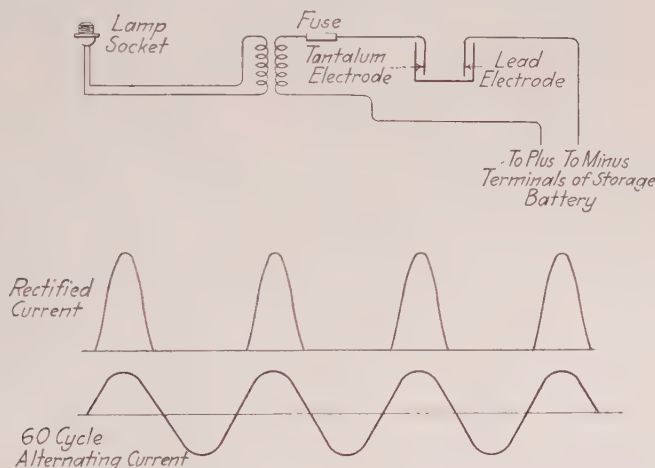 Lamp
Socket
Fuse
Tantalum
Electrode
Lead
Electrode
To Plus To Minus
Terminals of Storage
Battery
Rectified
Current
60 Cycle
Alternating Current